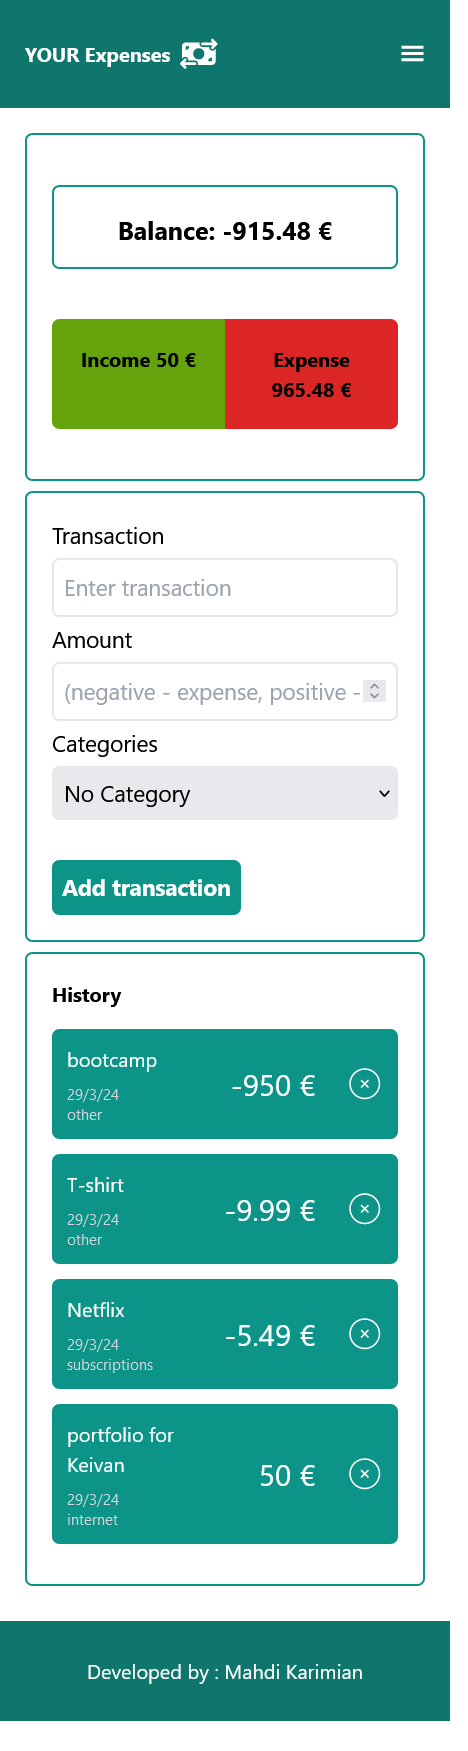 YOUR Expenses
Balance: -915.48 €
Income 50 €
Expense
965.48 €
Transaction
Enter transaction
Amount
(negative - expense, positive -
Categories
No Category
Add transaction
History
bootcamp
29/3/24
other
-950 €
T-shirt
29/3/24
other
-9.99 €
Netflix
29/3/24
subscriptions
-5.49 €
portfolio for
Keivan
29/3/24
internet
50 €
Developed by : Mahdi Karimian